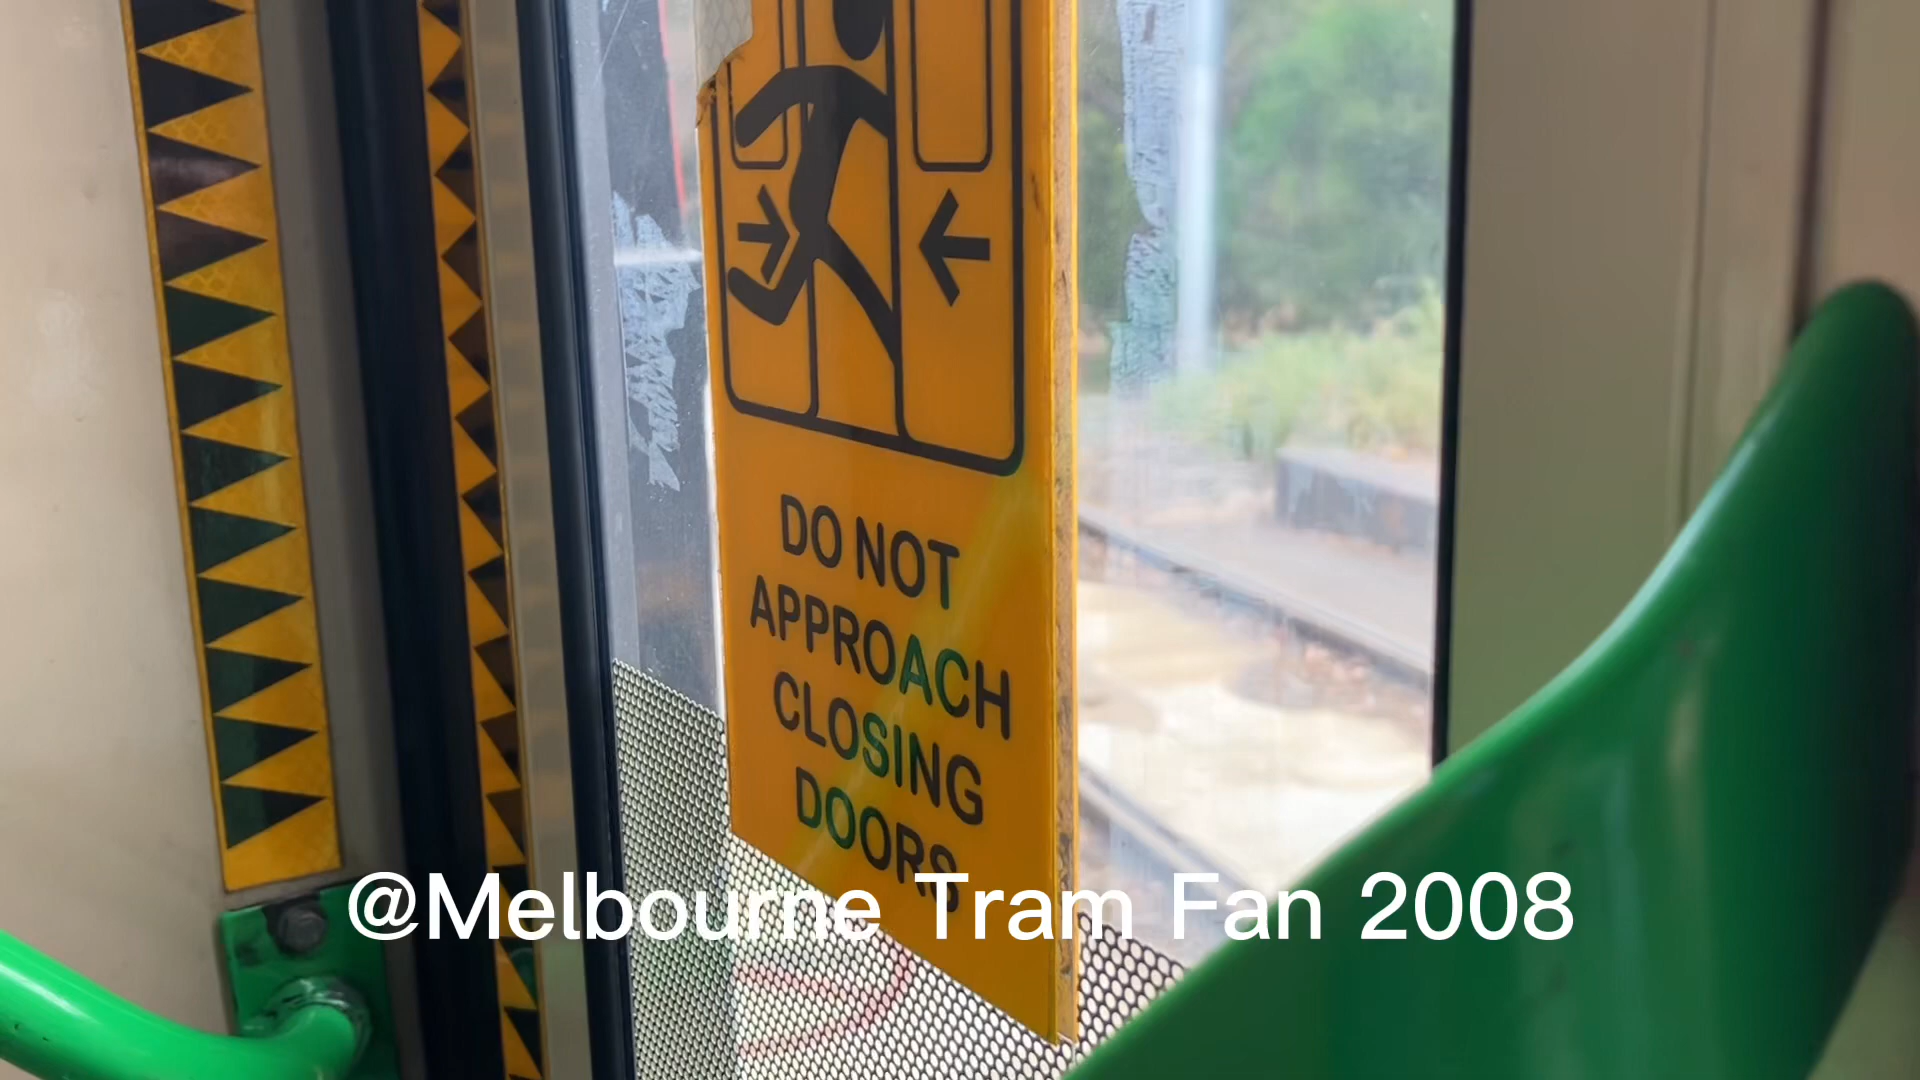 DO NOT
APPROACH
CLOSING
DOORS
@Melbourne Tram Fan 2008